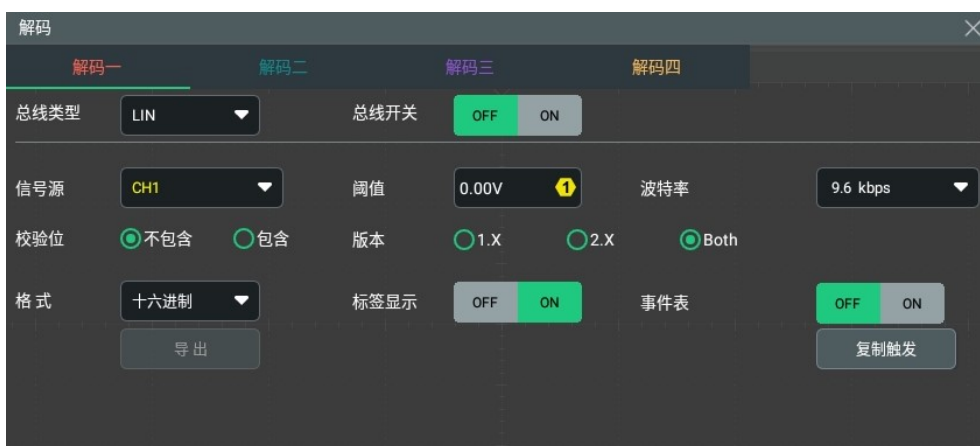 解码
解码一 解码二 解码三 解码四
总线类型 LIN 总线开关 OFF ON
信号源 CH1 阈值 0.00V 1 波特率 9.6 kbps
校验位 不包含 包含 版本 1.X 2.X Both
格式 十六进制 标签显示 OFF ON 事件表 OFF ON
导出 复制触发